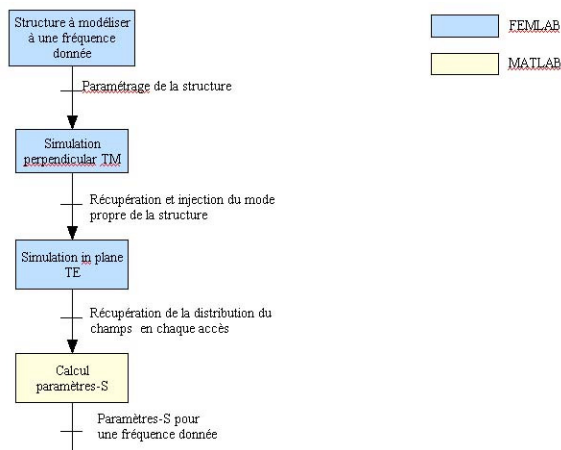 Structure à modéliser
à une fréquence
donnée
FEMLAB
MATLAB
Paramétrage de la structure
Simulation
perpendicular TM
Récupération et injection du mode
propre de la structure
Simulation in plane
TE
Récupération de la distribution du
champs en chaque accès
Calcul
paramètres-S
Paramètres-S pour
une fréquence donnée